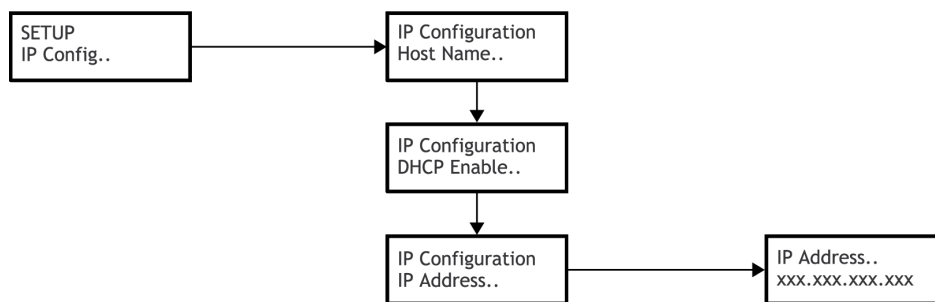 SETUP
IP Config..
IP Configuration
Host Name..
IP Configuration
DHCP Enable..
IP Configuration
IP Address..
IP Address..
xxx.xxx.xxx.xxx